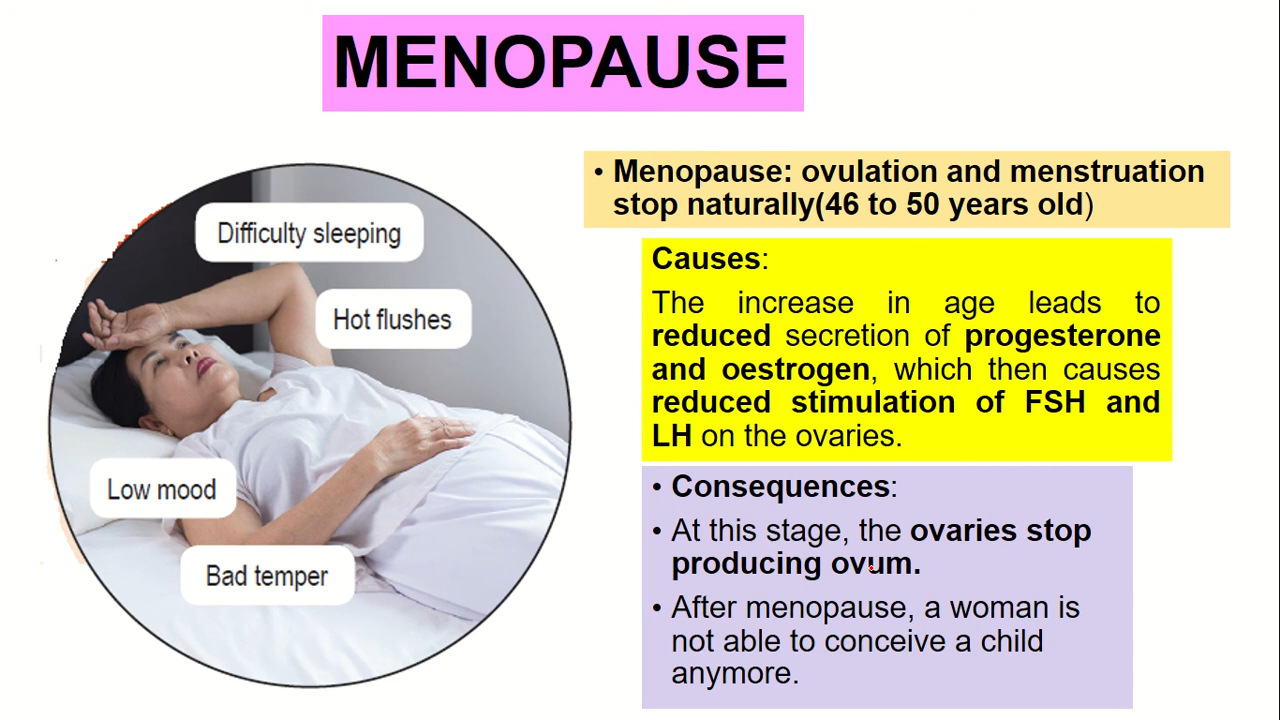 MENOPAUSE
• Menopause: ovulation and menstruation
stop naturally(46 to 50 years old)
Causes:
The increase in age leads to
reduced secretion of progesterone
and oestrogen, which then causes
reduced stimulation of FSH and
LH on the ovaries.
• Consequences:
• At this stage, the ovaries stop
producing ovum.
• After menopause, a woman is
not able to conceive a child
anymore.
Difficulty sleeping
Hot flushes
Low mood
Bad temper